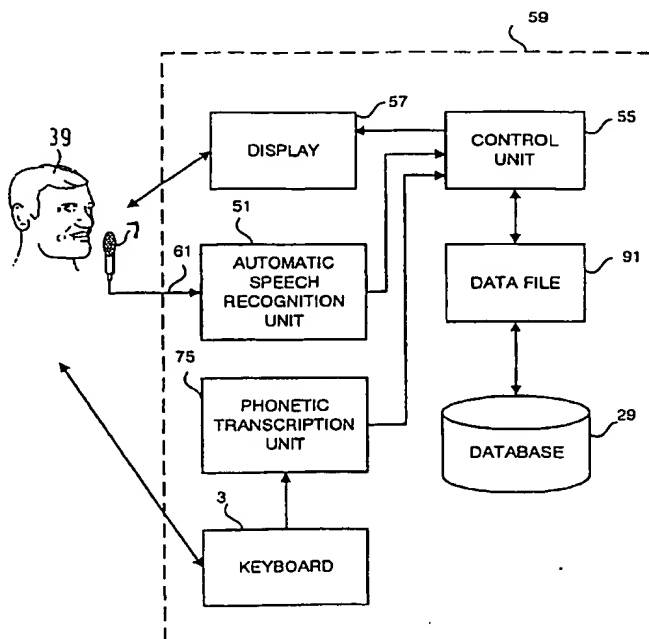 59
57
55
39
DISPLAY
CONTROL
UNIT
7
51
61
AUTOMATIC
SPEECH
RECOGNITION
UNIT
91
DATA FILE
75
PHONETIC
TRANSCRIPTION
UNIT
29
DATABASE
3
KEYBOARD